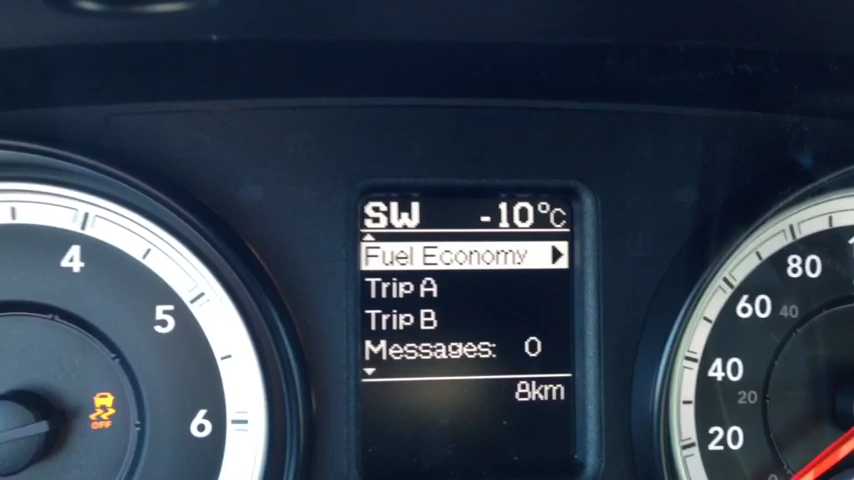 SW -10°C
Fuel Economy
Trip A
Trip B
Messages: 0
8km
4
5
6
OFF
80
60 40
40
20
20
0